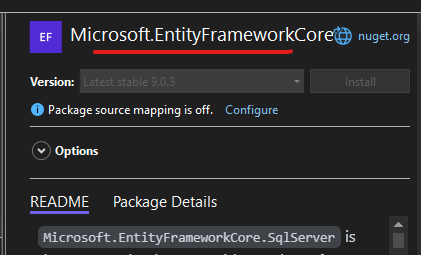 EF Microsoft.EntityFrameworkCore nuget.org
Version: Latest stable 9.0.3 Install
Package source mapping is off. Configure
Options
README Package Details
Microsoft.EntityFrameworkCore.SqlServer is